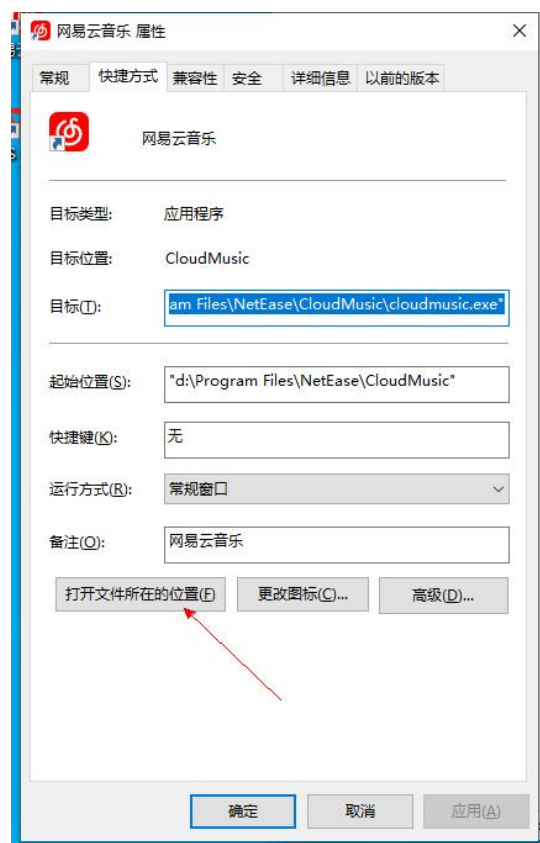 网易云音乐 属性
常规 快捷方式 兼容性 安全 详细信息 以前的版本
网易云音乐
目标类型: 应用程序
目标位置: CloudMusic
目标(T): am Files\NetEase\CloudMusic\cloudmusic.exe"
起始位置(S): "d:\Program Files\NetEase\CloudMusic"
快捷键(K): 无
运行方式(R): 常规窗口
备注(O): 网易云音乐
打开文件所在的位置(F) 更改图标(C)... 高级(D)...
确定 取消 应用(A)